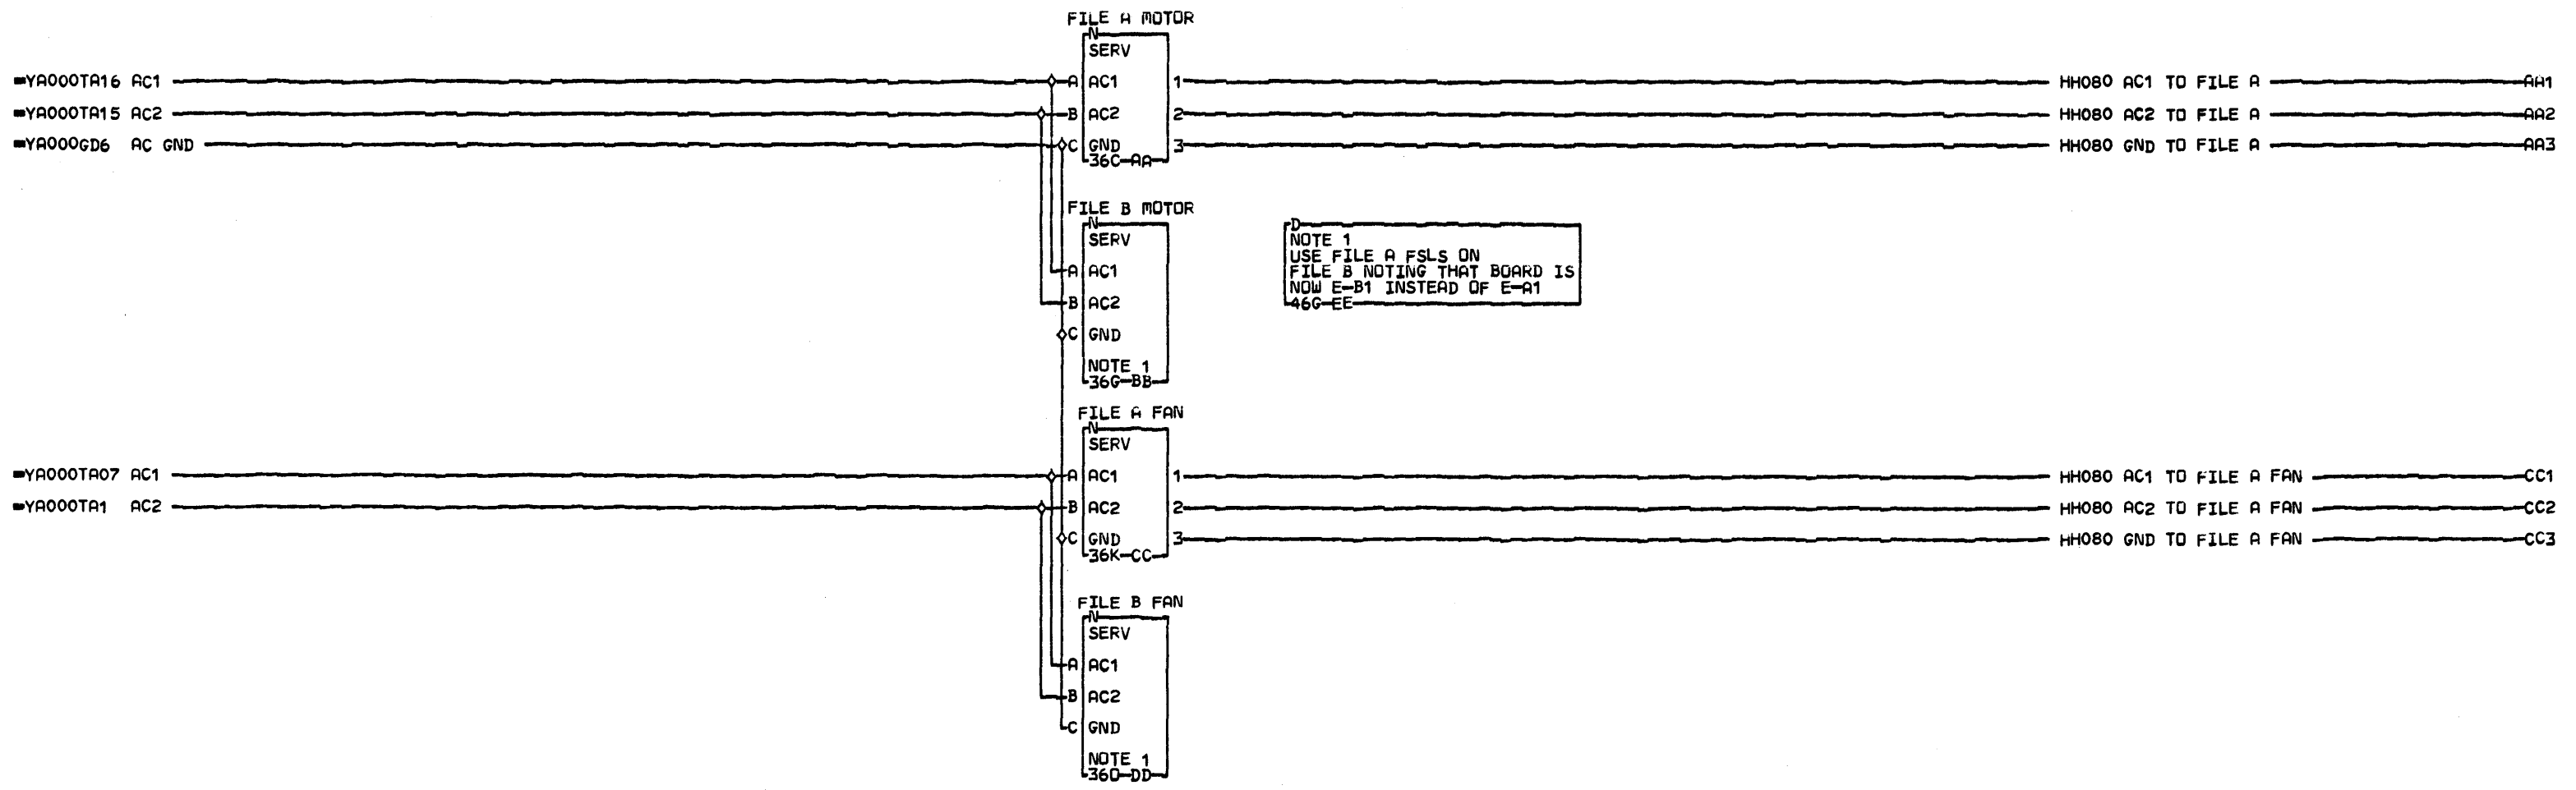 FILE A MOTOR
N
SERV
YA000TA16 AC1 A AC1 1 HH080 AC1 TO FILE A AA1
YA000TA15 AC2 B AC2 2 HH080 AC2 TO FILE A AA2
YA000GD6 AC GND C GND 3 HH080 GND TO FILE A AA3
36C-AA
FILE B MOTOR
N
SERV
A AC1
B AC2
C GND
NOTE 1
36G-BB
D
NOTE 1
USE FILE A FSLS ON
FILE B NOTING THAT BOARD IS
NOW E-B1 INSTEAD OF E-A1
46G-EE
FILE A FAN
N
SERV
YA000TA07 AC1 A AC1 1 HH080 AC1 TO FILE A FAN CC1
YA000TA1 AC2 B AC2 2 HH080 AC2 TO FILE A FAN CC2
C GND 3 HH080 GND TO FILE A FAN CC3
36K-CC
FILE B FAN
N
SERV
A AC1
B AC2
C GND
NOTE 1
36O-DD